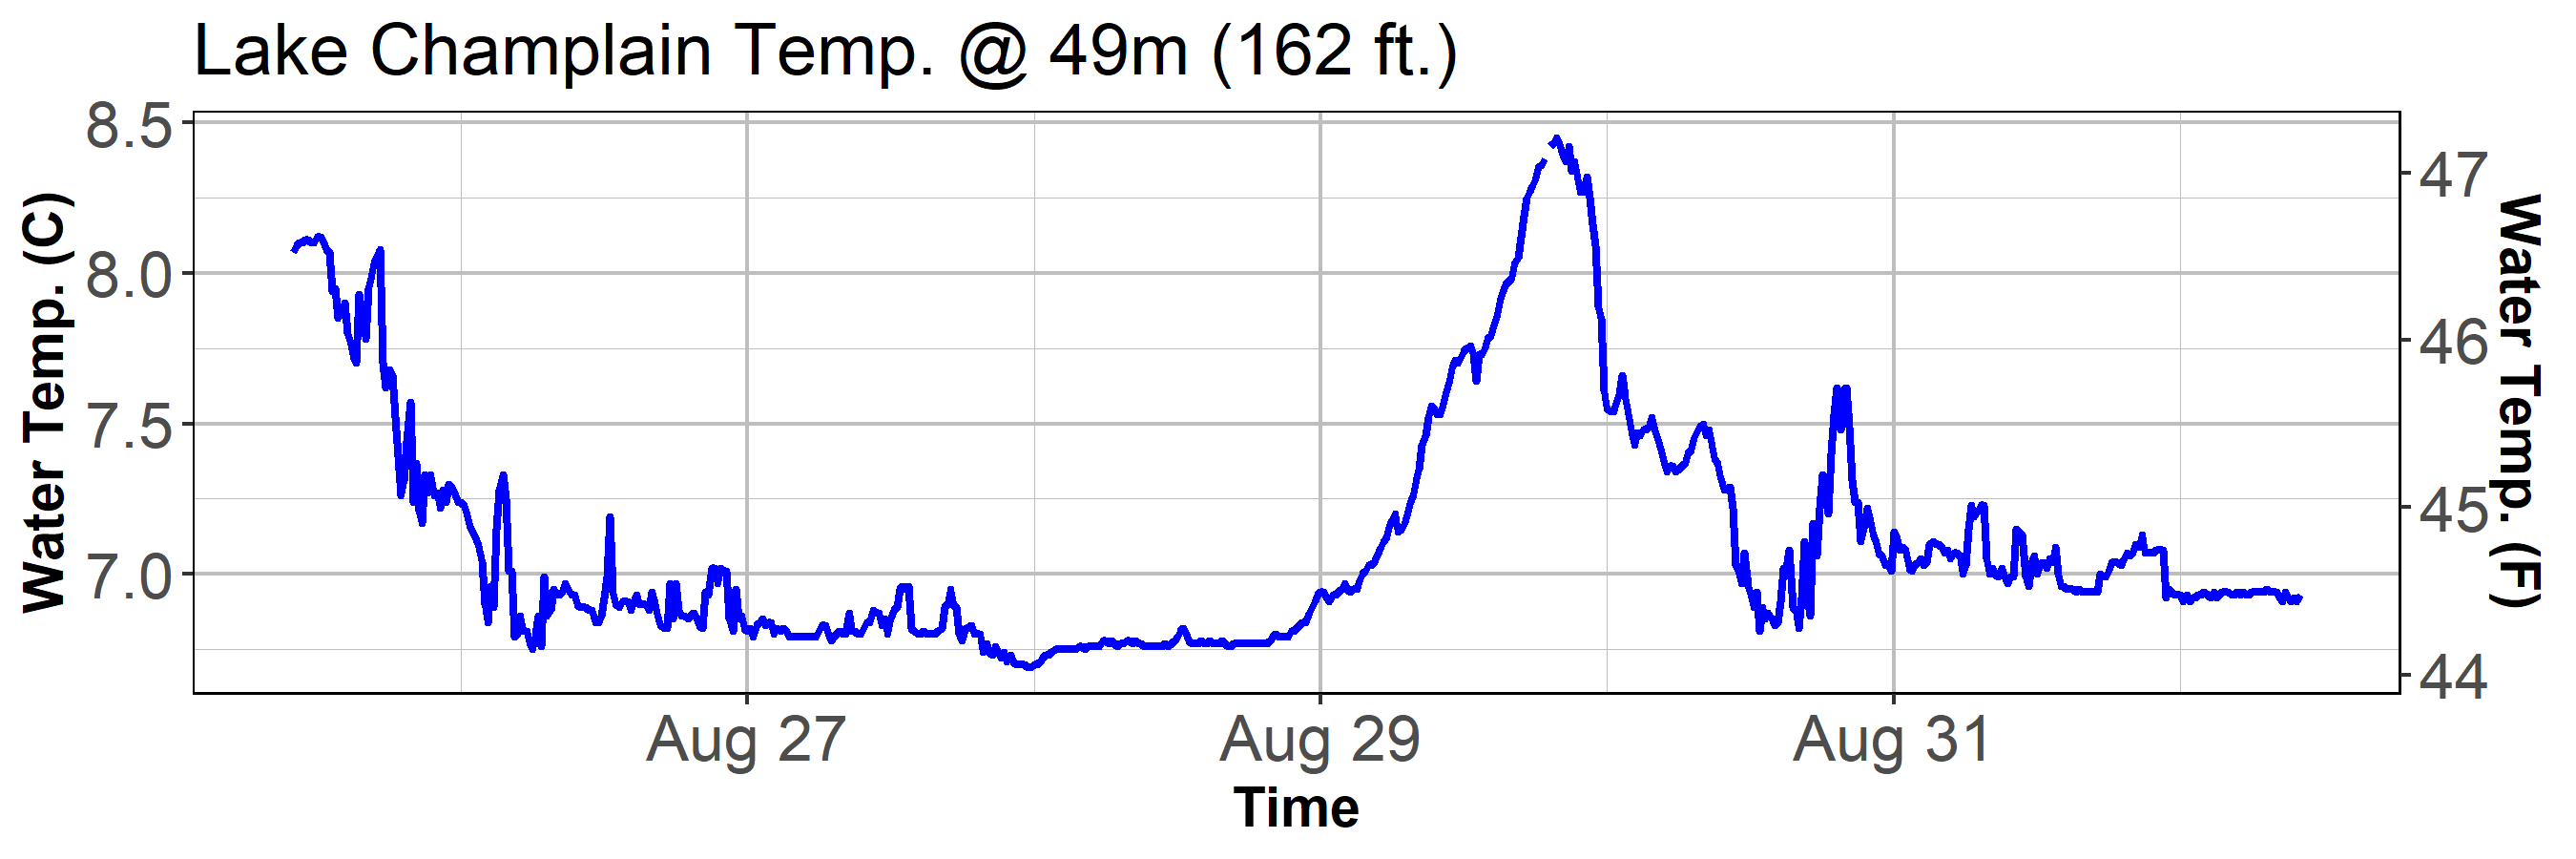 Lake Champlain Temp. @ 49m (162 ft.)
Water Temp. (C)
8.5
8.0
7.5
7.0
47
46
45
44
Water Temp. (F)
Aug 27 Aug 29 Aug 31
Time